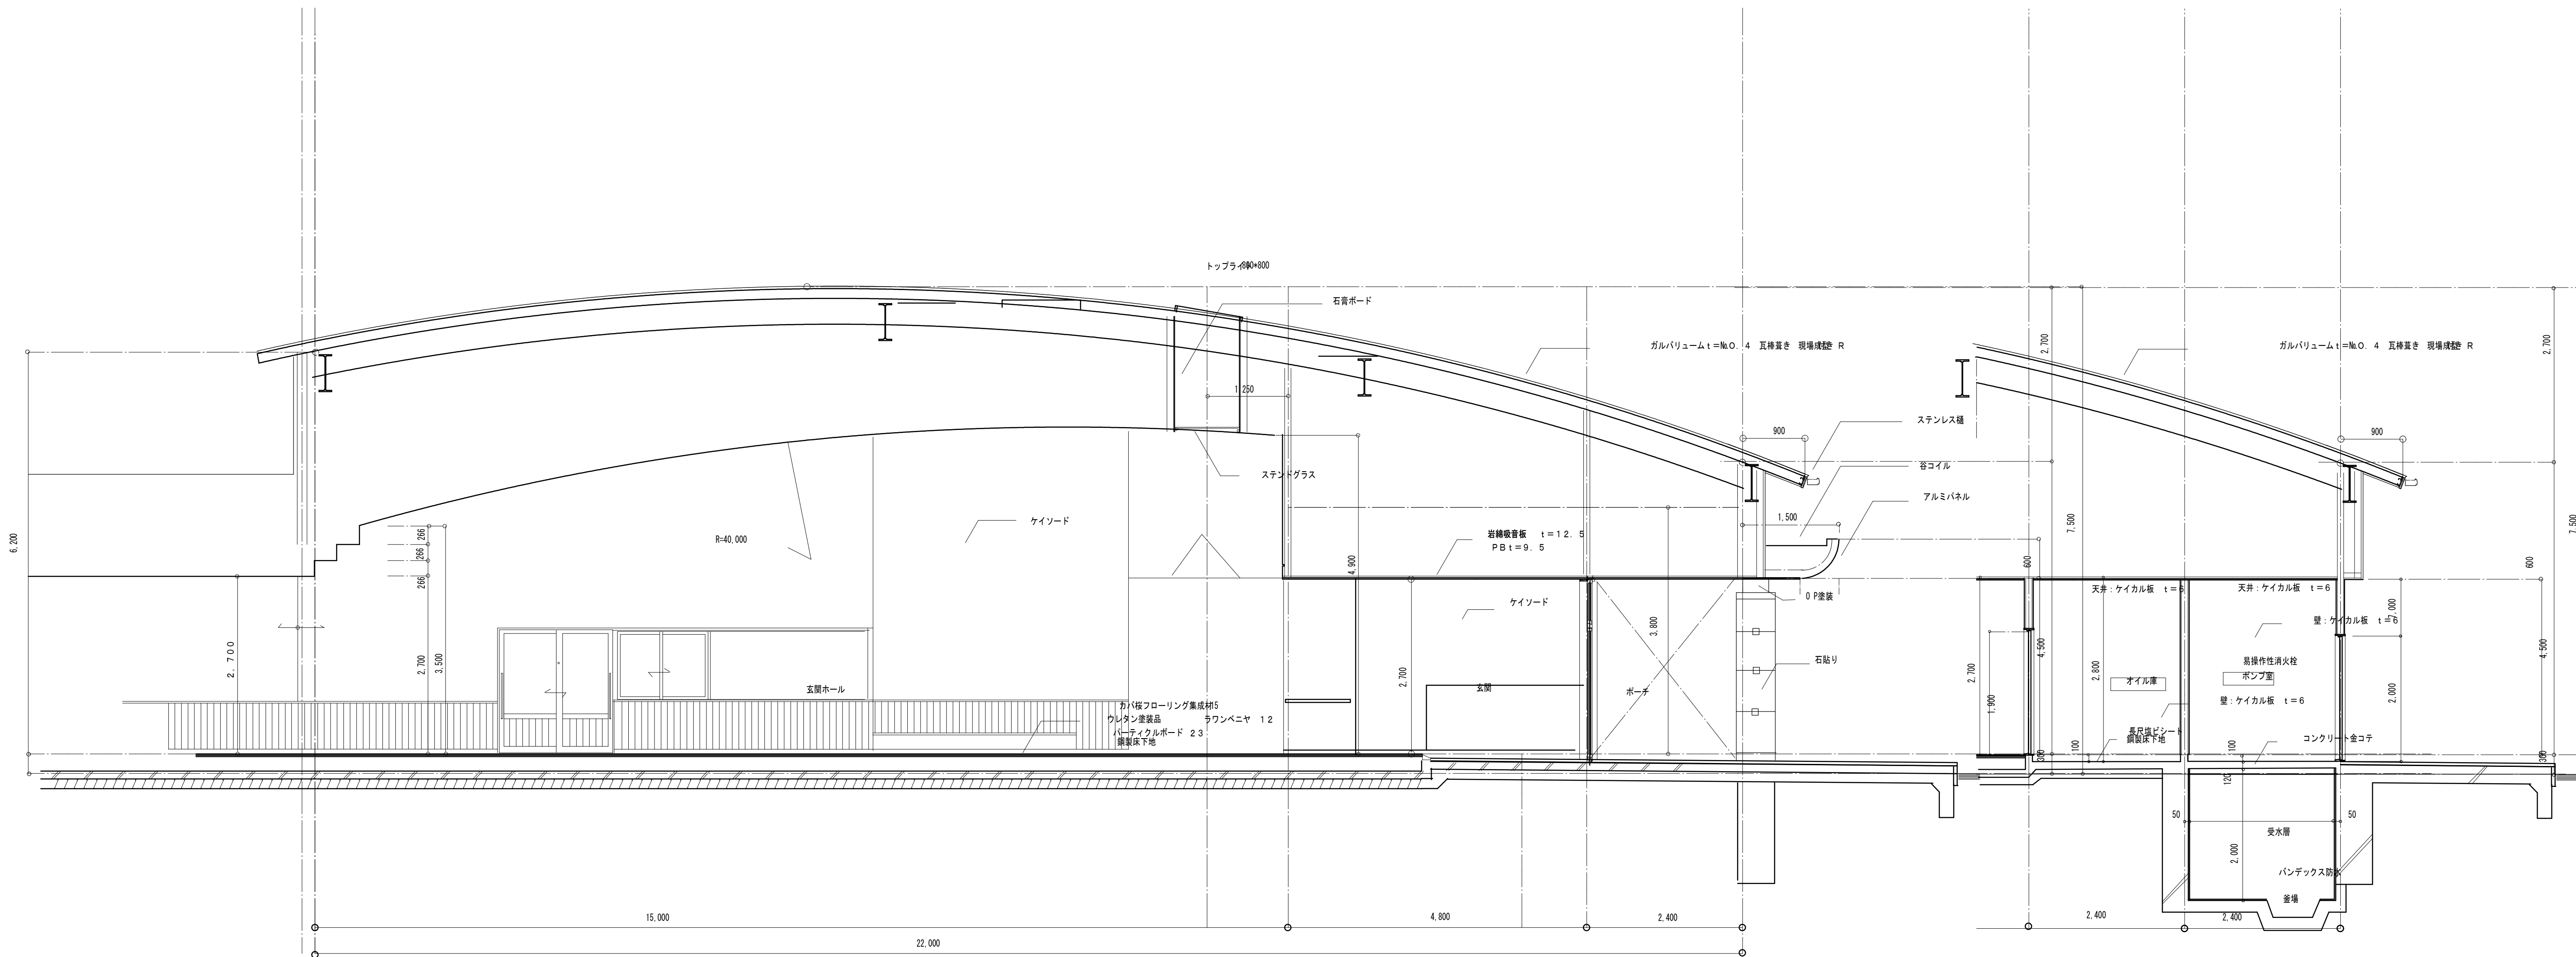 トップライト800*800
石膏ボード
ガルバリュームt=№0．4　瓦棒葺き　現場成形
R
ガルバリュームt=№0．4　瓦棒葺き　現場成形
R
2,700
2,700
1,250
ステンレス樋
900
900
谷コイル
ステンドグラス
アルミパネル
1,500
ケイソード
岩綿吸音板　t=12．5
PBt=9．5
R=40,000
6,200
266
266
266
4,900
7,500
7,500
600
600
天井：ケイカル板　t=6
天井：ケイカル板　t=6
OP塗装
ケイソード
壁：ケイカル板　t=6
3,800
2,700
2,700
3,500
2,700
4,500
2,700
2,800
4,500
石貼り
易操作性消火栓
ポンプ室
オイル庫
玄関ホール
玄関
ポーチ
1,900
2,000
壁：ケイカル板　t=6
カバ桜フローリング集成材15
ウレタン塗装品
ラワンベニヤ　12
パーティクルボード　23
鋼製床下地
長尺塩ビシート
鋼製床下地
コンクリート金コテ
300
100
100
300
120
50
50
受水層
2,000
バンデックス防水
釜場
15,000
4,800
2,400
2,400
2,400
22,000